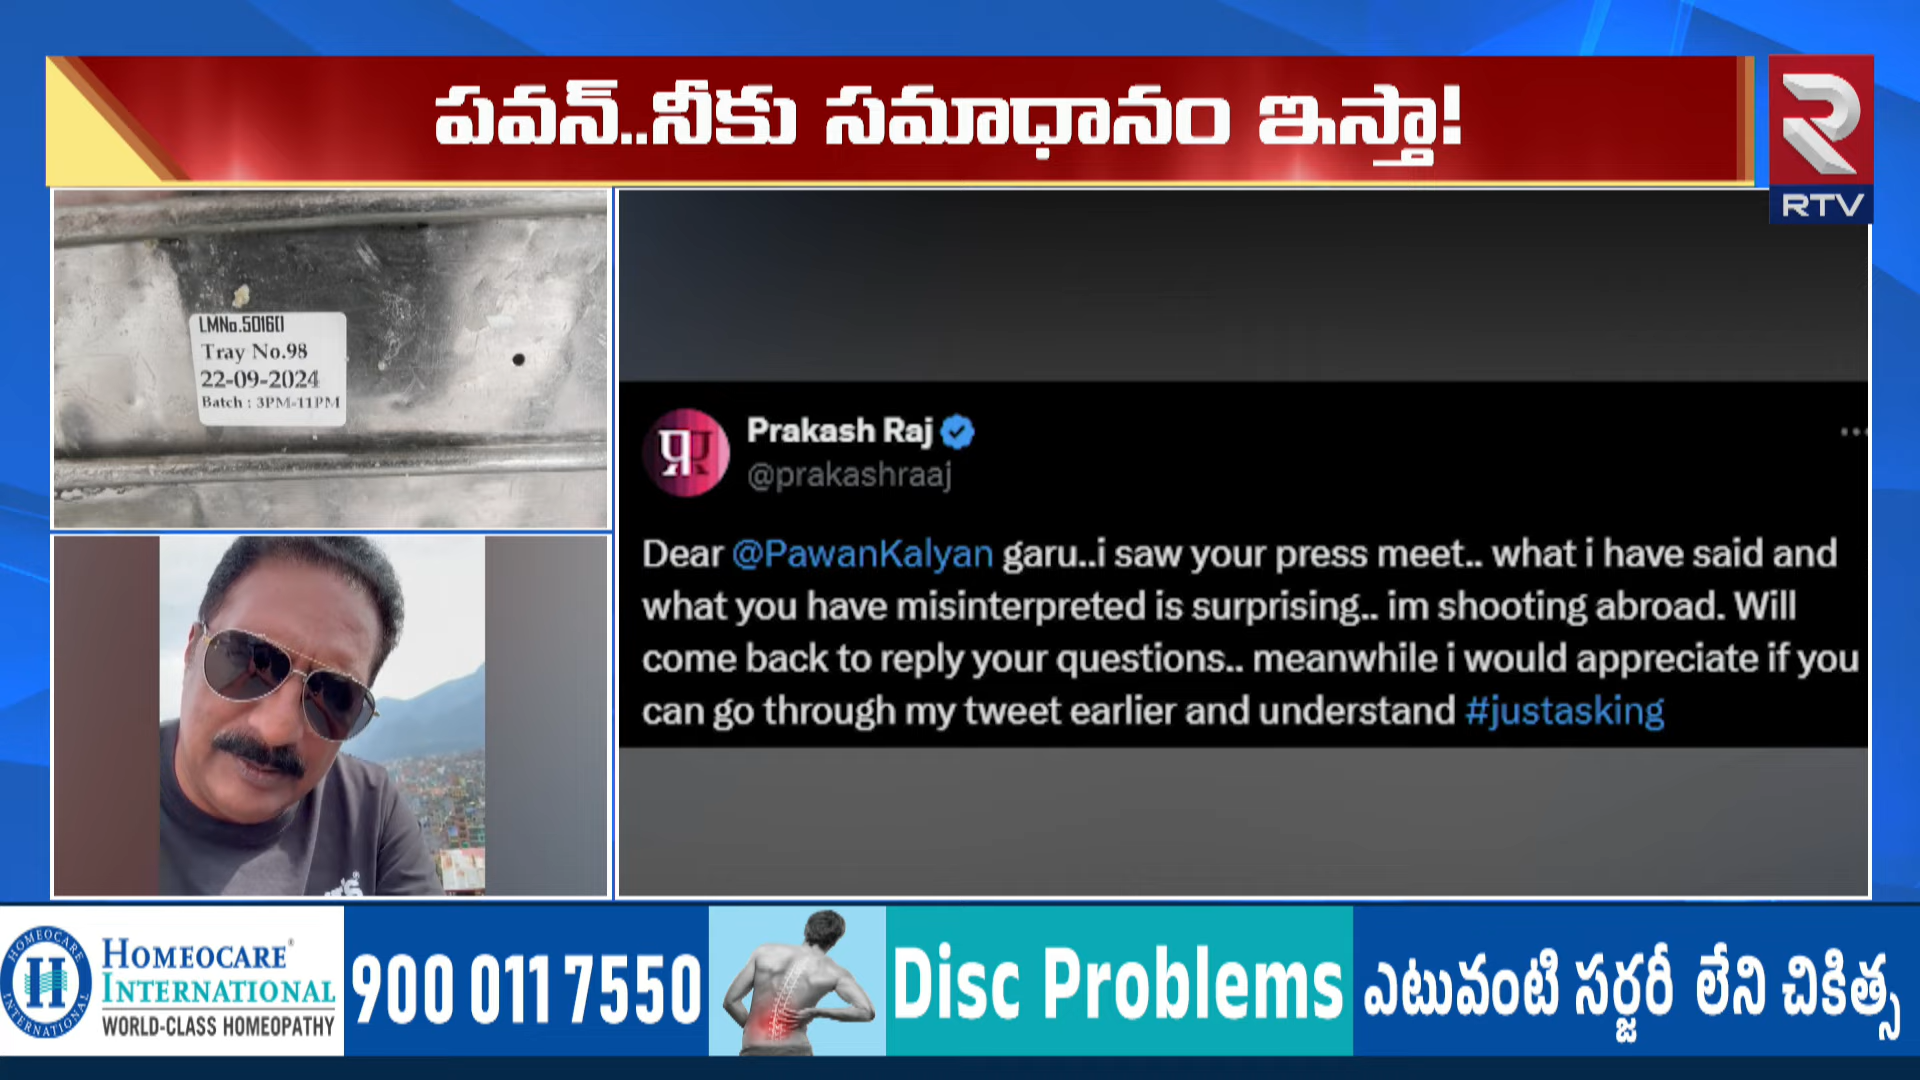 పవన్..నీకు సమాధానం ఇస్తా!
RTV
LMNo.50160
Tray No.98
22-09-2024
Batch : 3PM-11PM
Prakash Raj
@prakashraaj
Dear @PawanKalyan garu..i saw your press meet.. what i have said and
what you have misinterpreted is surprising.. im shooting abroad. Will
come back to reply your questions.. meanwhile i would appreciate if you
can go through my tweet earlier and understand #justasking
HOMEOCARE INTERNATIONAL
HOMEOCARE®
INTERNATIONAL
WORLD-CLASS HOMEOPATHY
900 011 7550
Disc Problems
ఎటువంటి సర్జరీ లేని చికిత్స